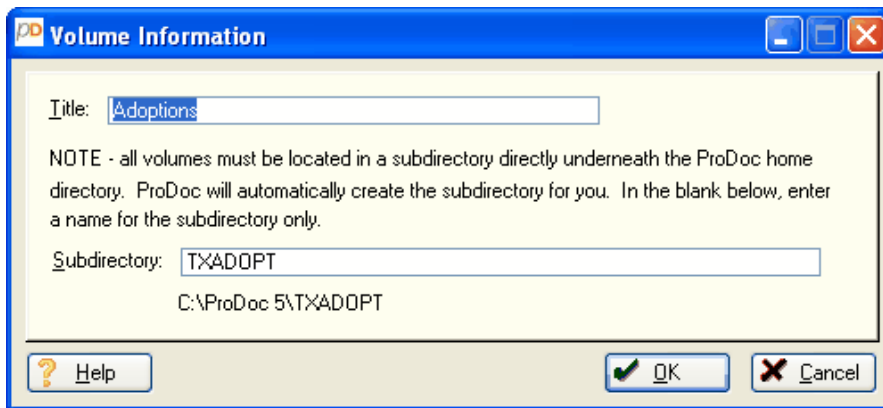 pD Volume Information
Title: Adoptions
NOTE - all volumes must be located in a subdirectory directly underneath the ProDoc home
directory. ProDoc will automatically create the subdirectory for you. In the blank below, enter
a name for the subdirectory only.
Subdirectory: TXADOPT
C:\ProDoc 5\TXADOPT
? Help OK Cancel